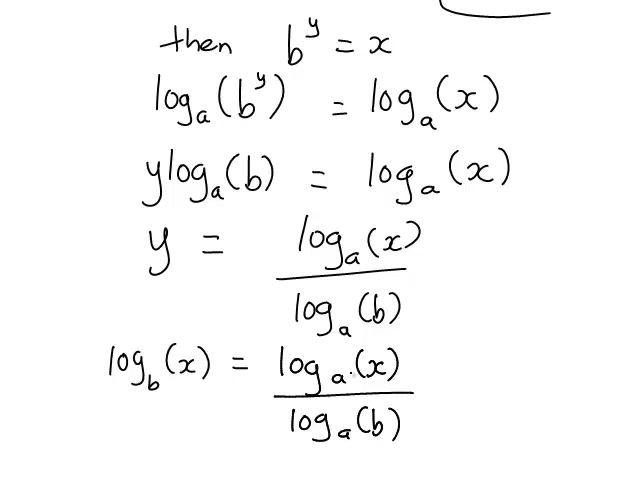 then b^y = x
log_a(b^y) = log_a(x)
y log_a(b) = log_a(x)
y = log_a(x) / log_a(b)
log_b(x) = log_a(x) / log_a(b)